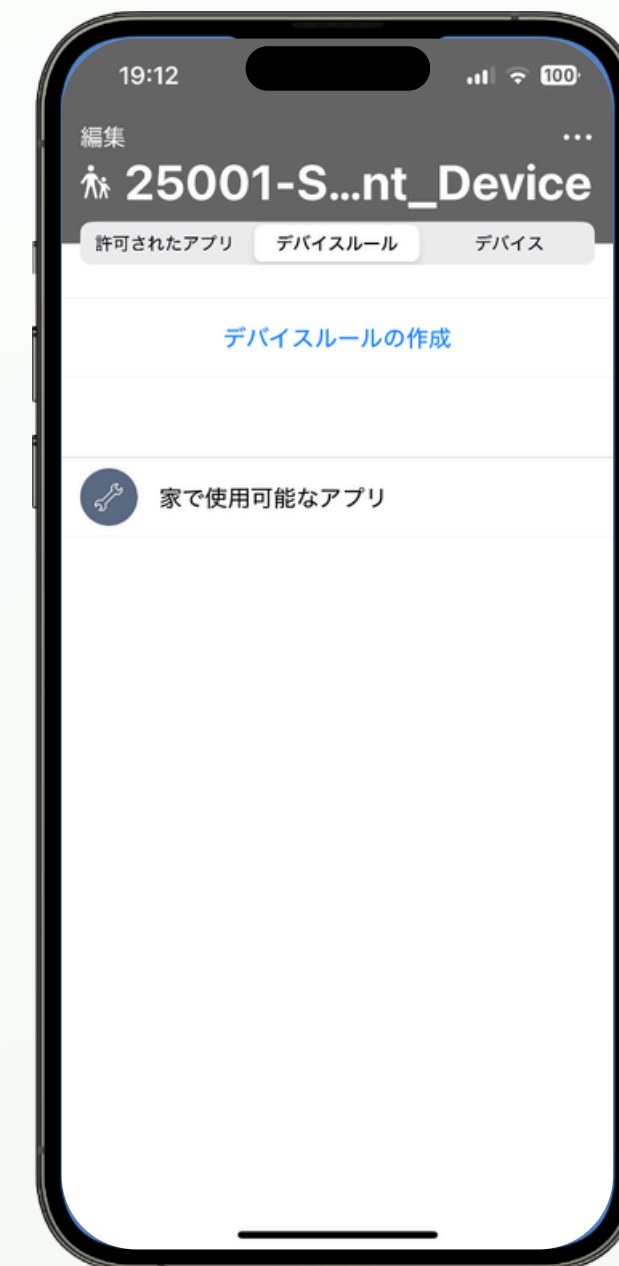 19:12
100
編集
25001-S...nt_Device
許可されたアプリ
デバイスルール
デバイス
デバイスルールの作成
家で使用可能なアプリ